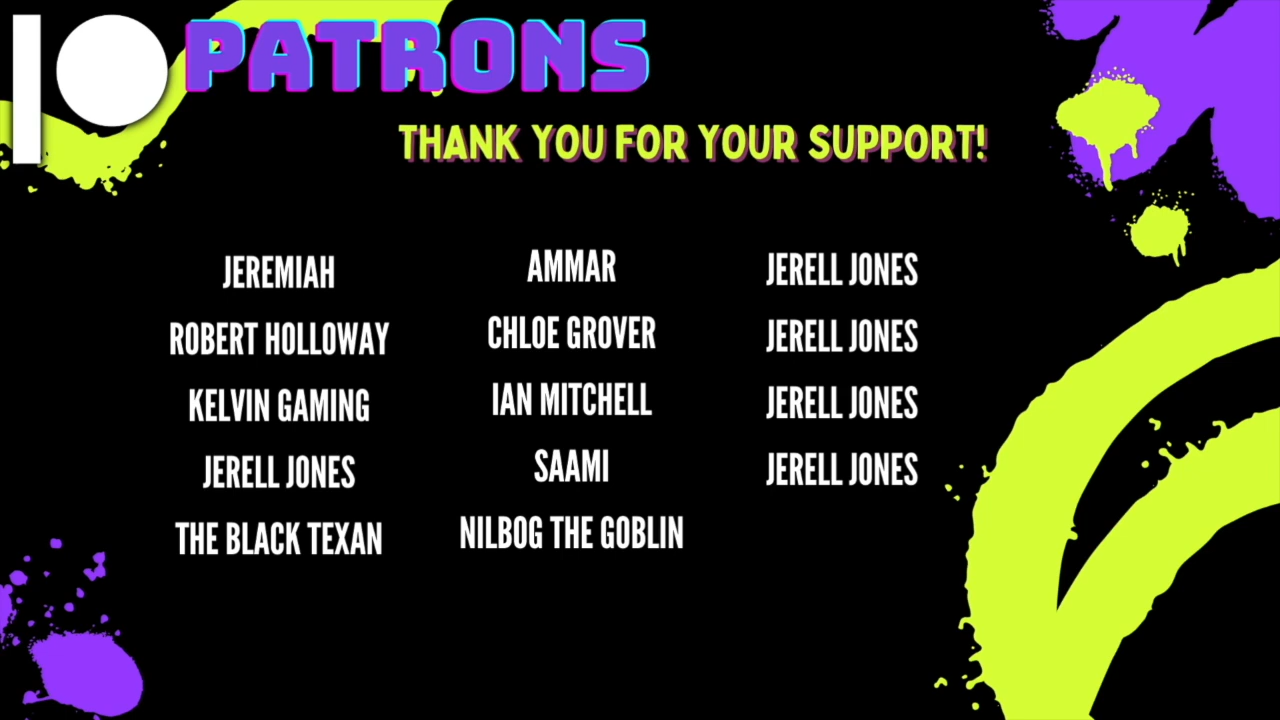 PATRONS
THANK YOU FOR YOUR SUPPORT!
JEREMIAH
ROBERT HOLLOWAY
KELVIN GAMING
JERELL JONES
THE BLACK TEXAN
AMMAR
CHLOE GROVER
IAN MITCHELL
SAAMI
NILBOG THE GOBLIN
JERELL JONES
JERELL JONES
JERELL JONES
JERELL JONES